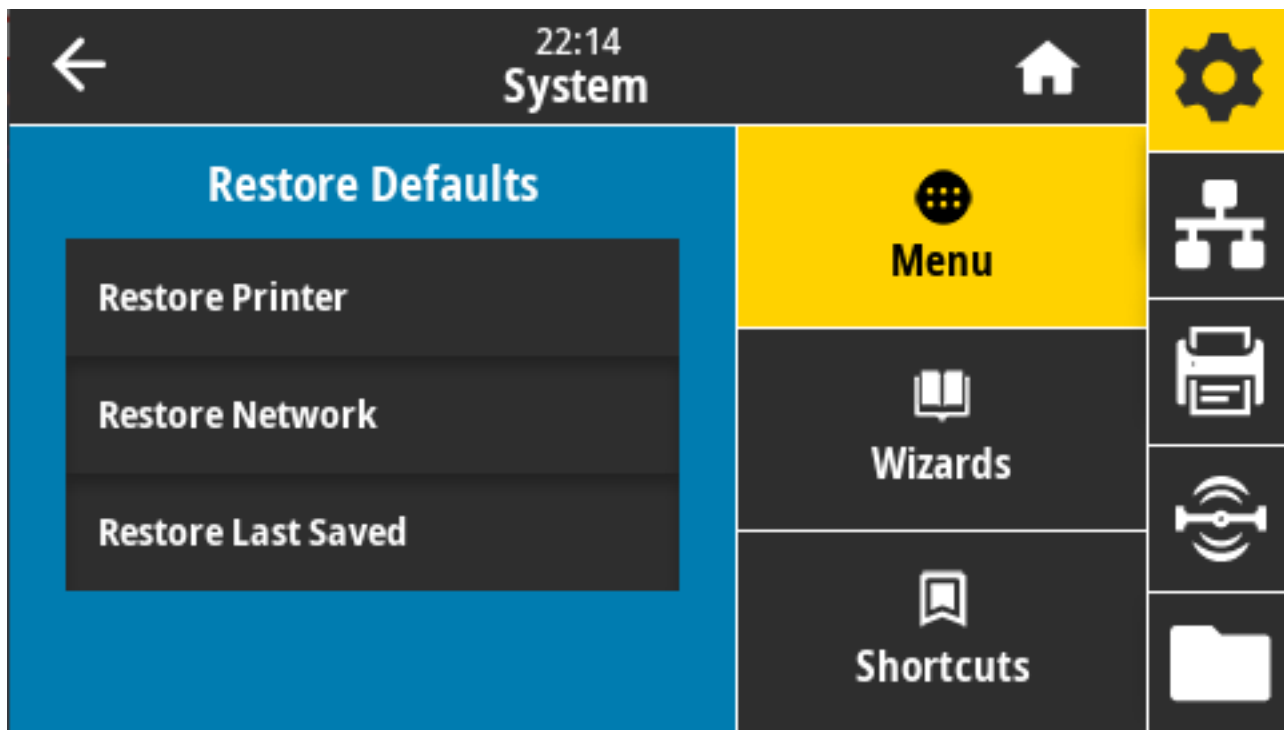 22:14
System
Restore Defaults
Restore Printer
Restore Network
Restore Last Saved
Menu
Wizards
Shortcuts